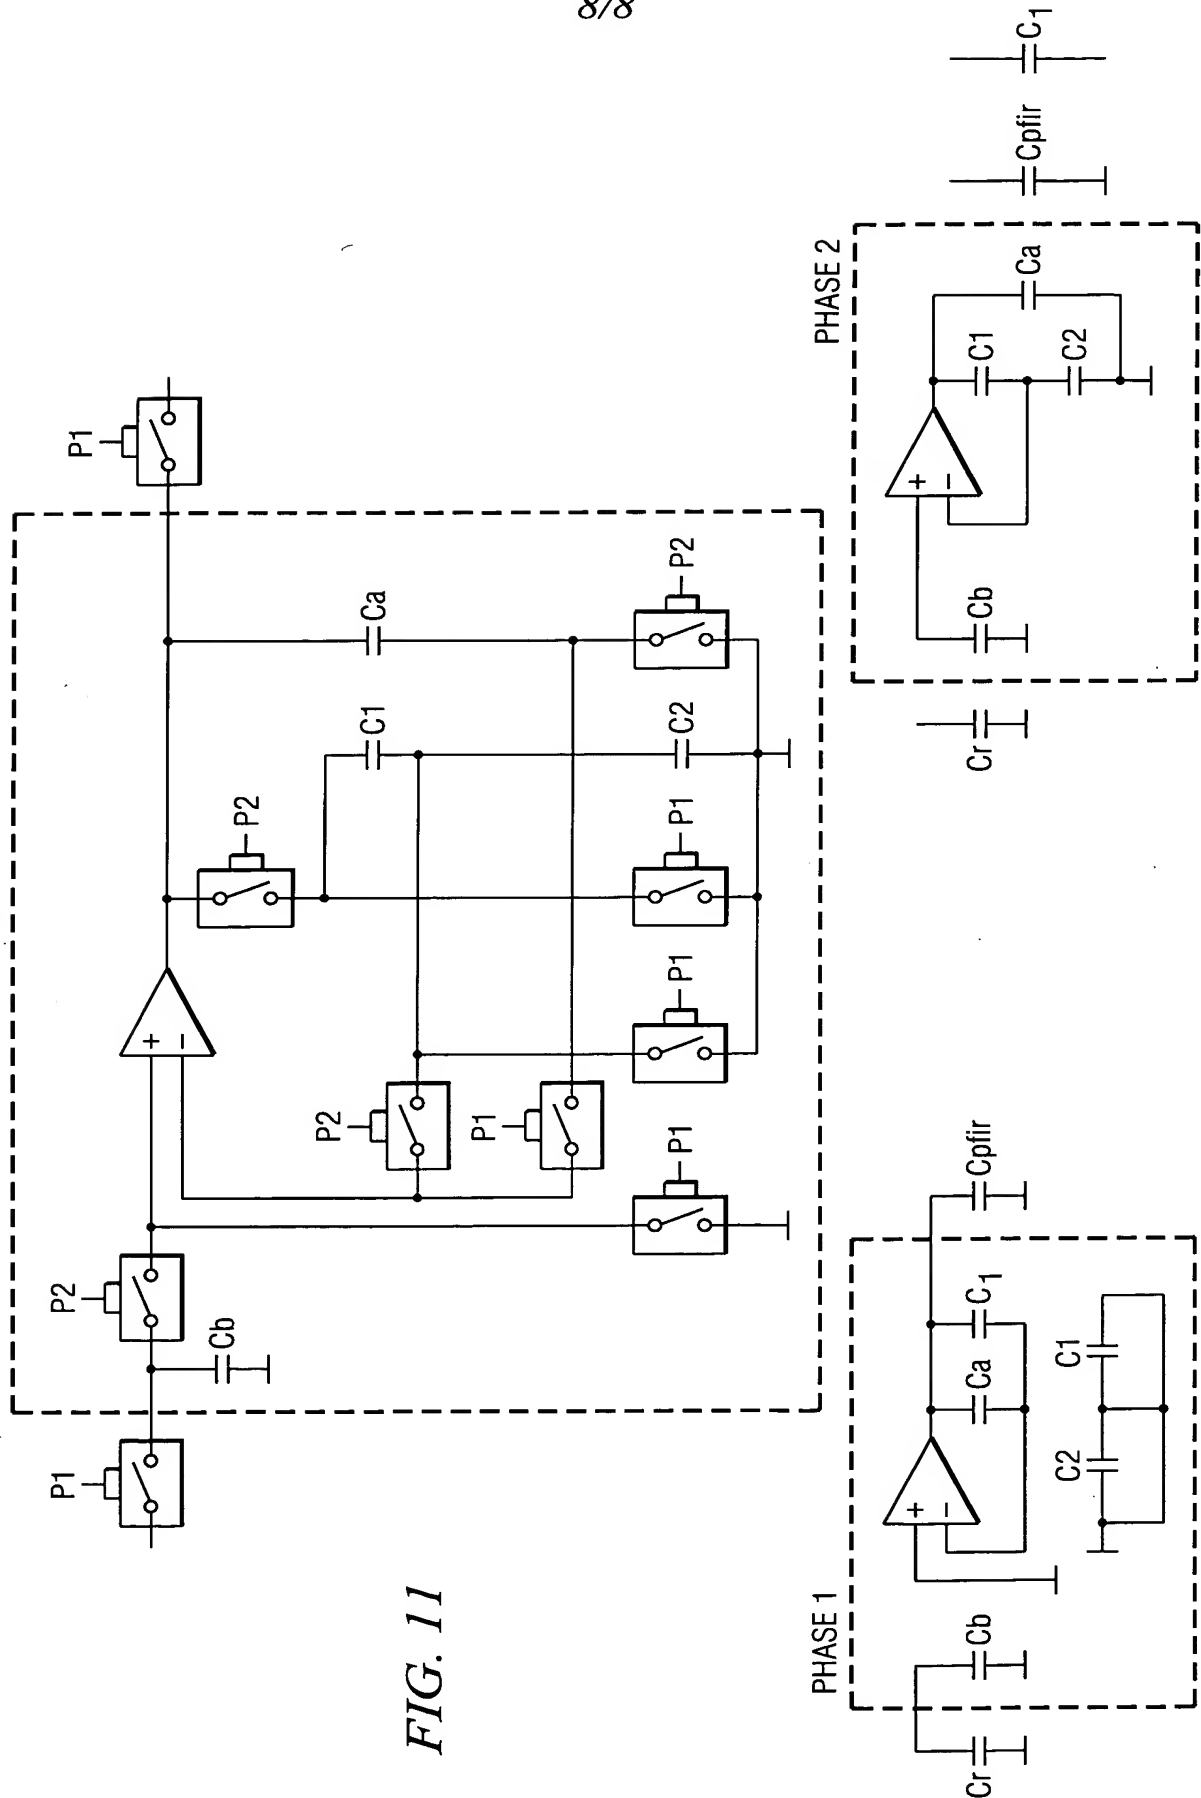 8/8
P1
P2
Cb
+
−
P2
P1
P1
P1
P2
P1
C1
C2
Ca
P2
P1
FIG. 11
PHASE 1
Cr
Cb
+
−
Ca
C1
Cpfir
C2
C1
PHASE 2
Cr
Cb
+
−
C1
C2
Ca
Cpfir
C1